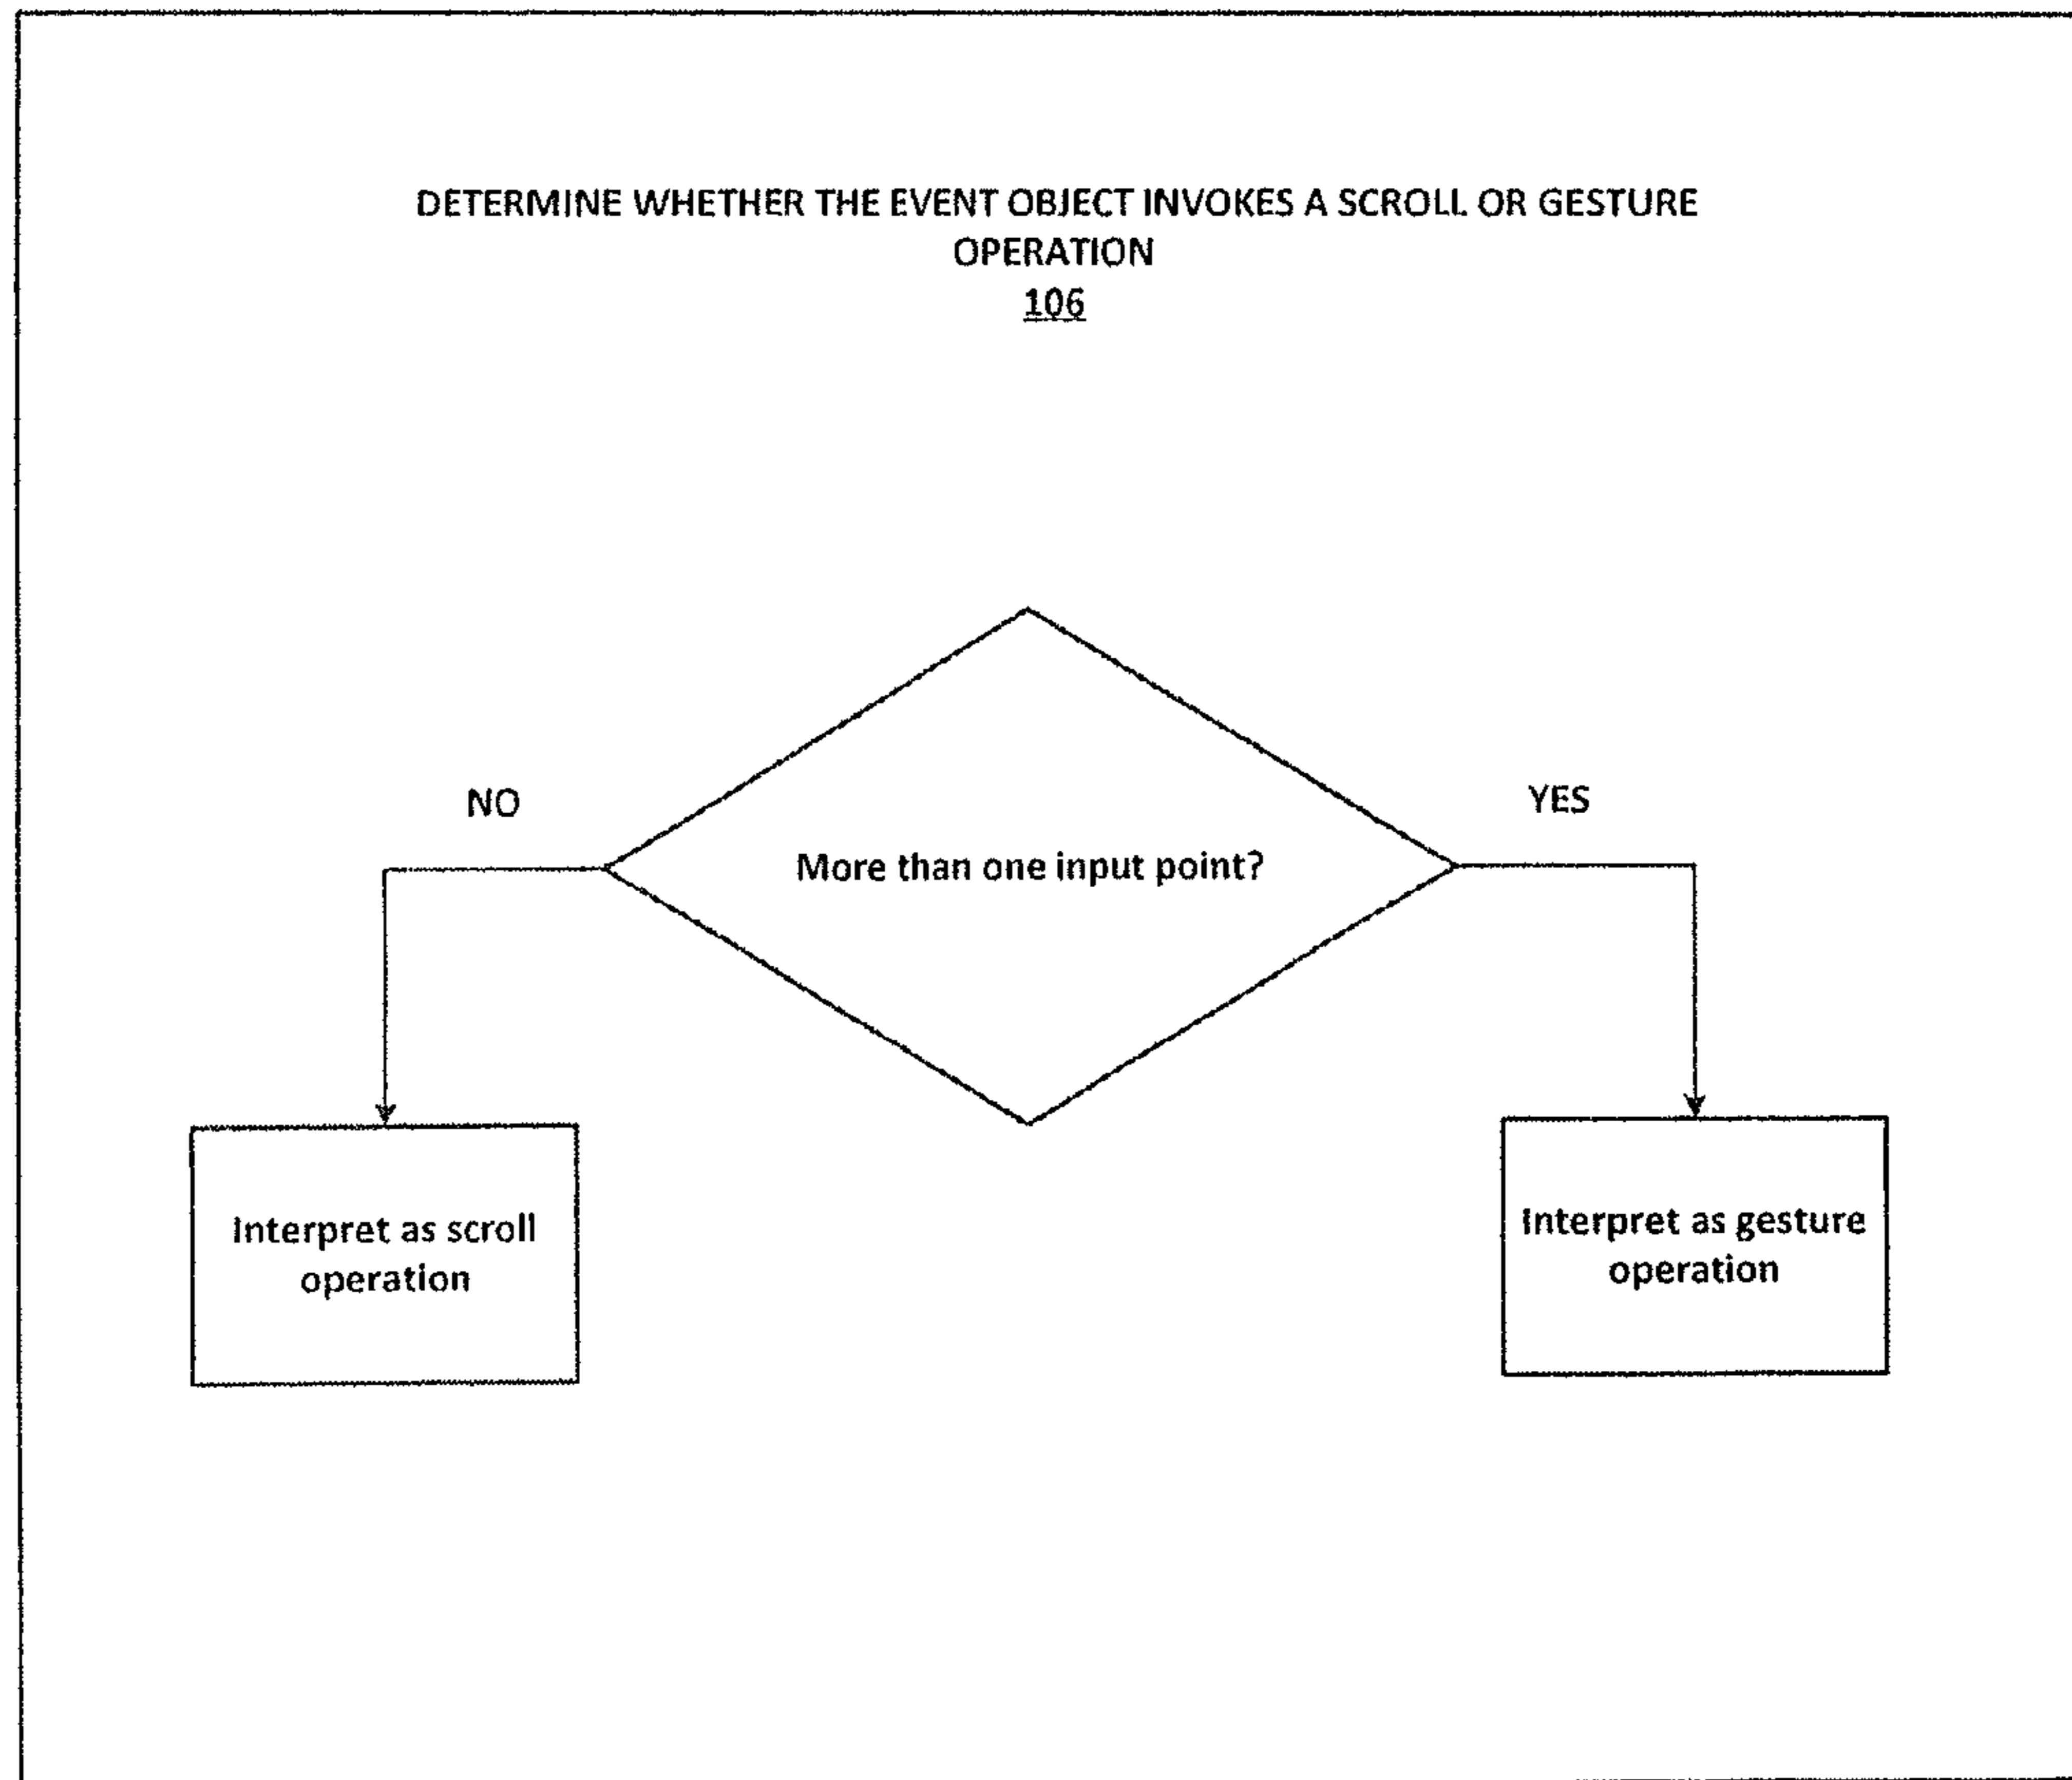 DETERMINE WHETHER THE EVENT OBJECT INVOKES A SCROLL OR GESTURE
OPERATION
106
NO
YES
More than one input point?
Interpret as scroll
operation
Interpret as gesture
operation